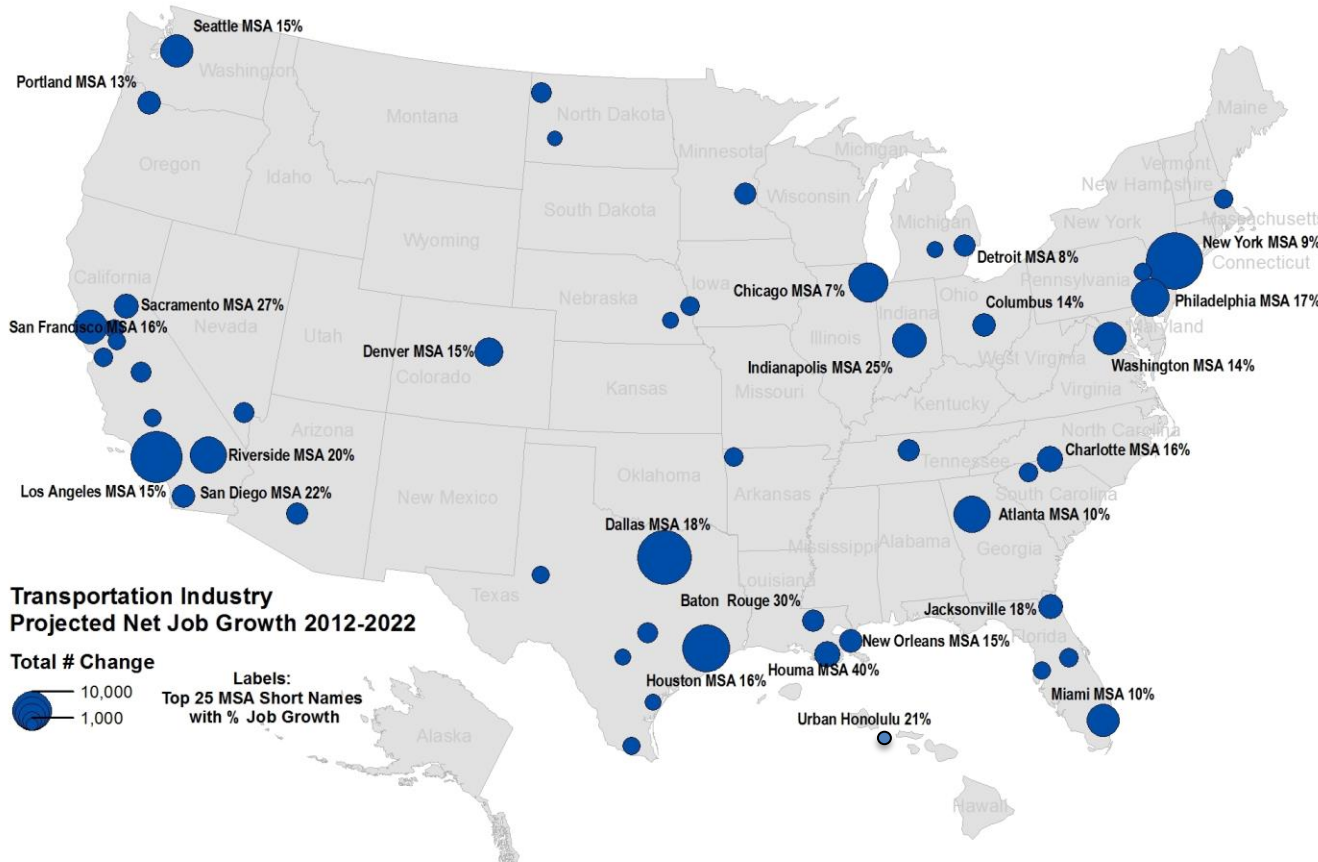 Seattle MSA 15%
Washington
Portland MSA 13%
Montana
North Dakota
Maine
Oregon
Idaho
Minnesota
Michigan
Vermont
New Hampshire
Wisconsin
South Dakota
Michigan
New York
Massachusetts
Wyoming
New York MSA 9%
Detroit MSA 8%
Connecticut
California
Iowa
Pennsylvania
Chicago MSA 7%
Nebraska
Ohio
Columbus 14%
Sacramento MSA 27%
Philadelphia MSA 17%
Indiana
San Francisco MSA 16%
Nevada
Utah
Illinois
Maryland
Denver MSA 15%
West Virginia
Indianapolis MSA 25%
Washington MSA 14%
Colorado
Kansas
Missouri
Virginia
Kentucky
Arizona
North Carolina
Charlotte MSA 16%
Riverside MSA 20%
Tennessee
Oklahoma
Los Angeles MSA 15%
San Diego MSA 22%
New Mexico
Arkansas
South Carolina
Atlanta MSA 10%
Dallas MSA 18%
Mississippi
Alabama
Georgia
Louisiana
Texas
Transportation Industry
Projected Net Job Growth 2012-2022
Baton Rouge 30%
Jacksonville 18%
New Orleans MSA 15%
Florida
Total # Change
10,000
1,000
Labels:
Top 25 MSA Short Names
with % Job Growth
Houston MSA 16%
Houma MSA 40%
Miami MSA 10%
Urban Honolulu 21%
Alaska
Hawaii